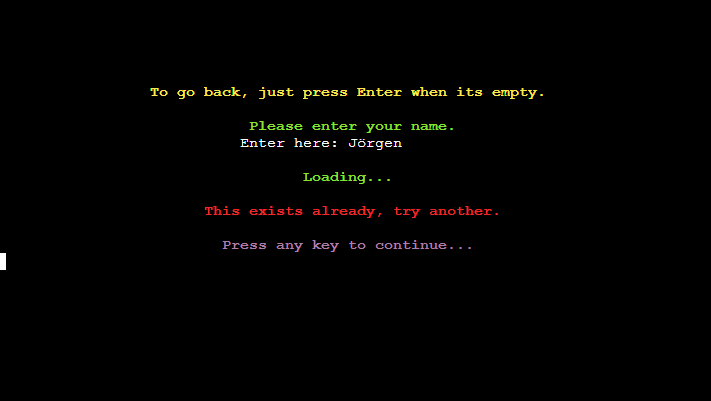 To go back, just press Enter when its empty.
Please enter your name.
Enter here: Jörgen
Loading...
This exists already, try another.
Press any key to continue...